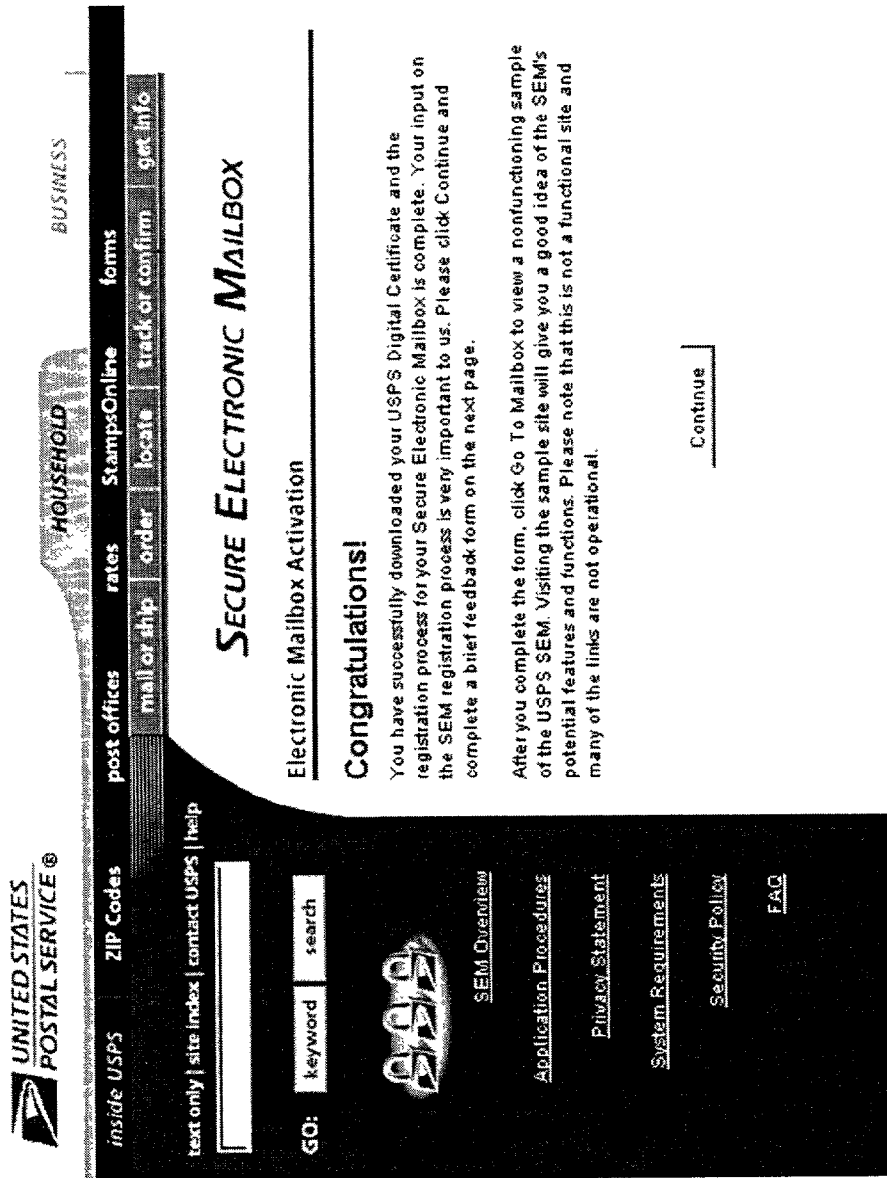 UNITED STATES
POSTAL SERVICE ®
HOUSEHOLD
BUSINESS
inside USPS
ZIP Codes
post offices
rates
StampsOnline
forms
mail or ship
order
locate
track or confirm
get info
text only | site index | contact USPS | help
GO:
keyword
search
SEM Overview
Application Procedures
Privacy Statement
System Requirements
Security Policy
FAQ
SECURE ELECTRONIC MAILBOX
Electronic Mailbox Activation
Congratulations!
You have successfully downloaded your USPS Digital Certificate and the
registration process for your Secure Electronic Mailbox is complete. Your input on
the SEM registration process is very important to us. Please click Continue and
complete a brief feedback form on the next page.
After you complete the form, click Go To Mailbox to view a nonfunctioning sample
of the USPS SEM. Visiting the sample site will give you a good idea of the SEM's
potential features and functions. Please note that this is not a functional site and
many of the links are not operational.
Continue